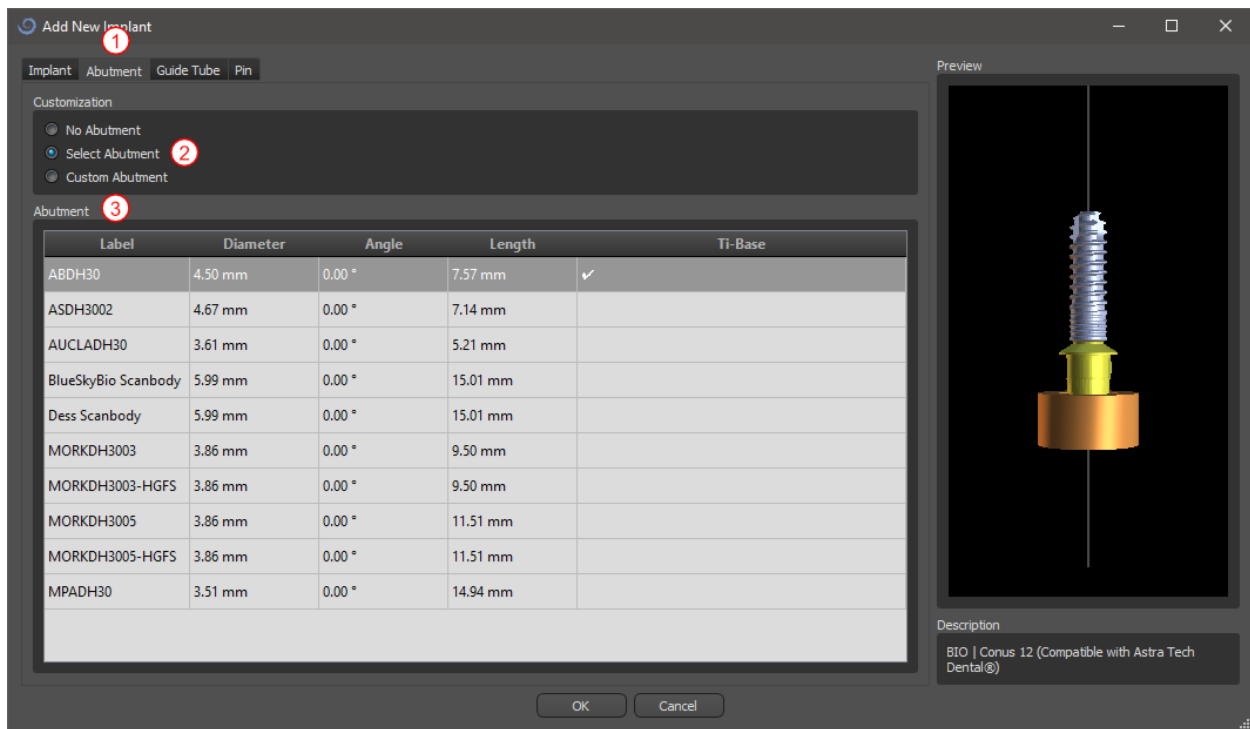 Add New Implant
1
Implant Abutment Guide Tube Pin
Customization
No Abutment
Select Abutment 2
Custom Abutment
Abutment 3
Label Diameter Angle Length Ti-Base
ABDH30 4.50 mm 0.00 ° 7.57 mm ✓
ASDH3002 4.67 mm 0.00 ° 7.14 mm
AUCLADH30 3.61 mm 0.00 ° 5.21 mm
BlueSkyBio Scanbody 5.99 mm 0.00 ° 15.01 mm
Dess Scanbody 5.99 mm 0.00 ° 15.01 mm
MORKDH3003 3.86 mm 0.00 ° 9.50 mm
MORKDH3003-HGFS 3.86 mm 0.00 ° 9.50 mm
MORKDH3005 3.86 mm 0.00 ° 11.51 mm
MORKDH3005-HGFS 3.86 mm 0.00 ° 11.51 mm
MPADH30 3.51 mm 0.00 ° 14.94 mm
Preview
Description
BIO | Conus 12 (Compatible with Astra Tech
Dental®)
OK Cancel